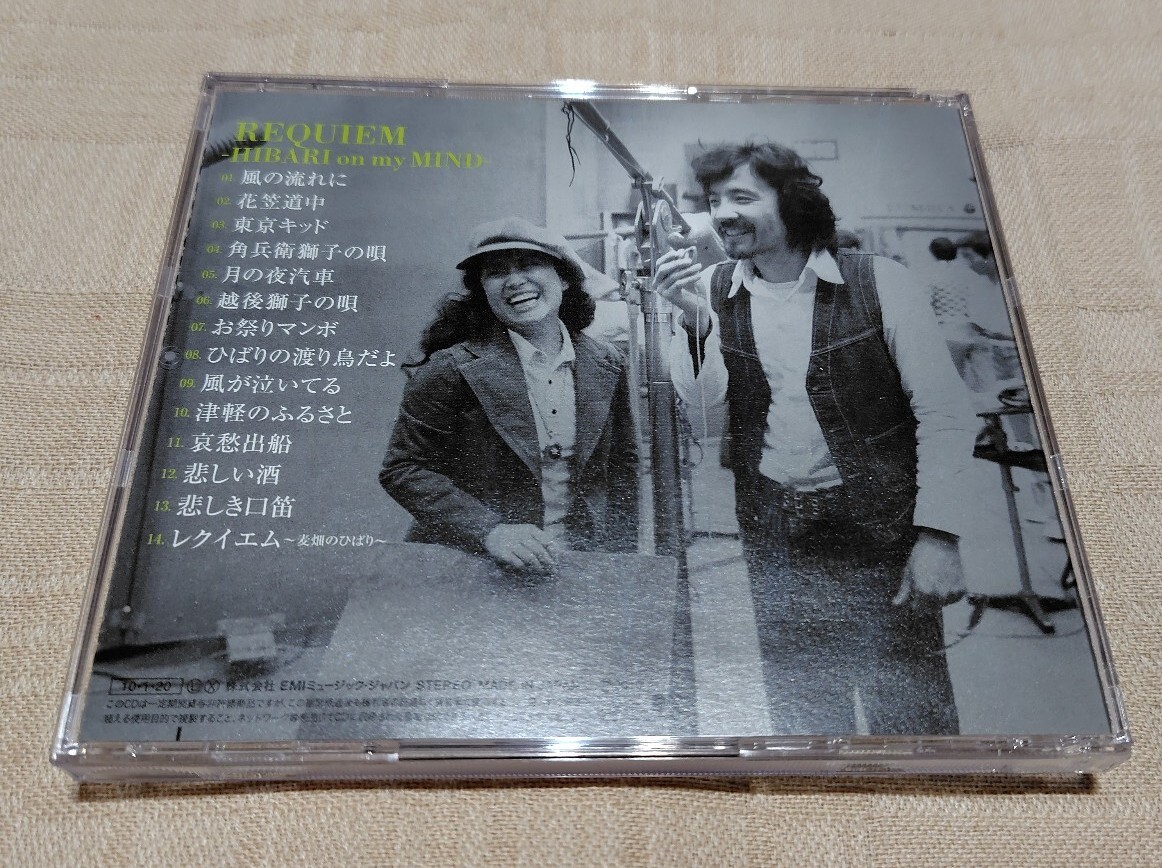 REQUIEM
-HIBARI on my MIND-
01. 風の流れに
02. 花笠道中
03. 東京キッド
04. 角兵衛獅子の唄
05. 月の夜汽車
06. 越後獅子の唄
07. お祭りマンボ
08. ひばりの渡り鳥だよ
09. 風が泣いてる
10. 津軽のふるさと
11. 哀愁出船
12. 悲しい酒
13. 悲しき口笛
14. レクイエム～麦畑のひばり～
10・1・20 Ⓛ Ⓧ 株式会社 EMIミュージック・ジャパン STEREO MADE IN